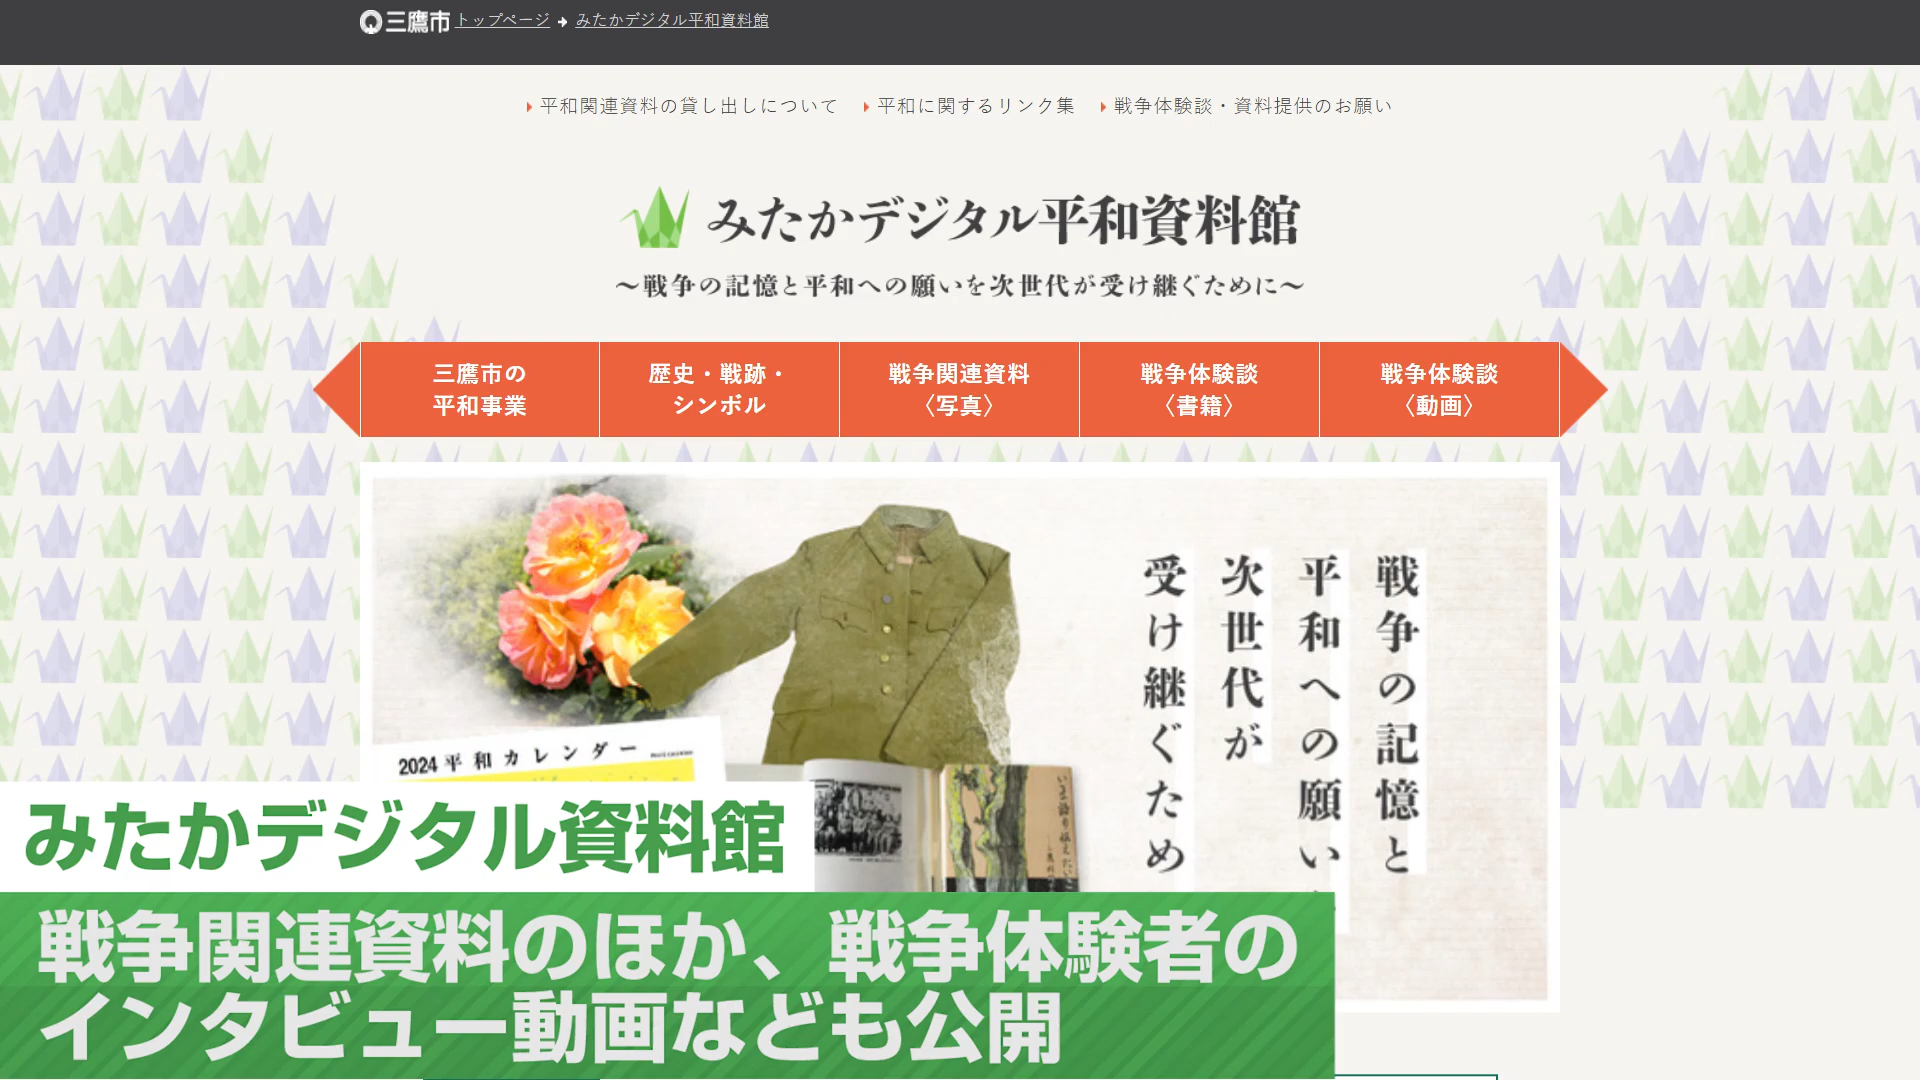 三鷹市 トップページ みたかデジタル平和資料館
平和関連資料の貸し出しについて 平和に関するリンク集 戦争体験談・資料提供のお願い
みたかデジタル平和資料館
～戦争の記憶と平和への願いを次世代が受け継ぐために～
三鷹市の
平和事業
歴史・戦跡・
シンボル
戦争関連資料
〈写真〉
戦争体験談
〈書籍〉
戦争体験談
〈動画〉
戦争の記憶と
平和への願い
次世代が
受け継ぐため
2024 平和カレンダー
みたかデジタル資料館
戦争関連資料のほか、戦争体験者の
インタビュー動画なども公開